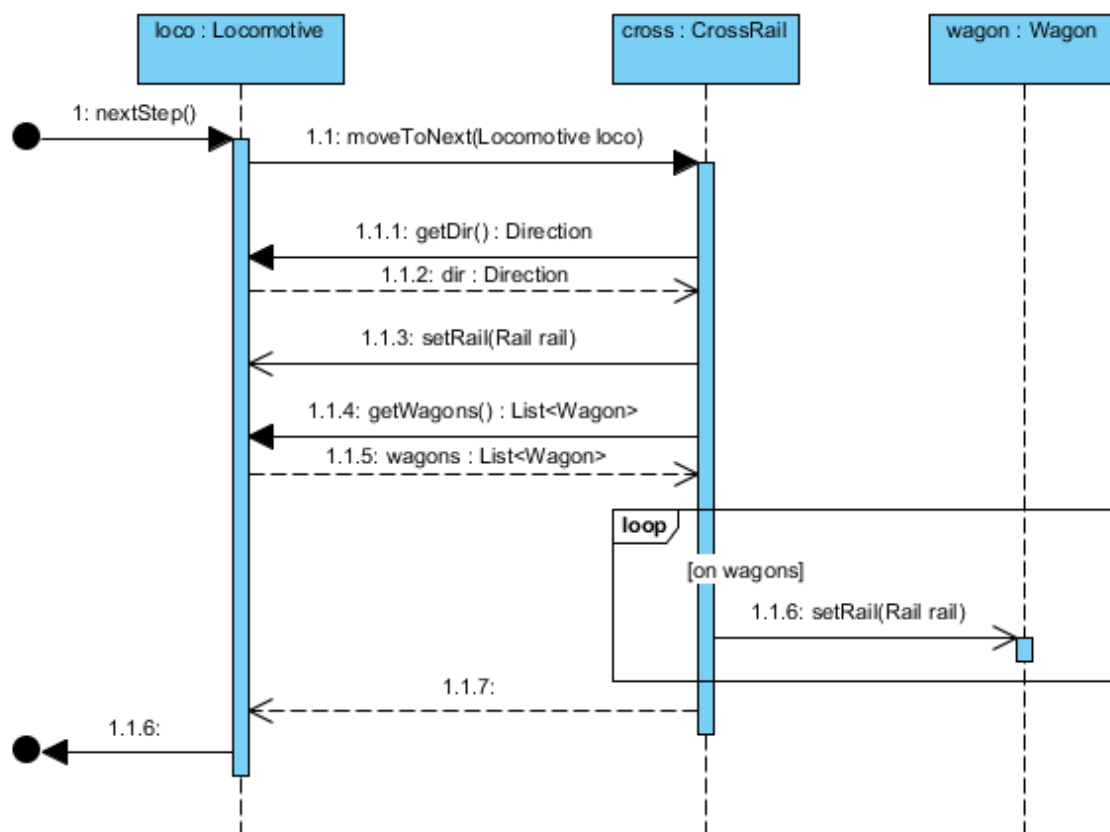 loco : Locomotive
cross : CrossRail
wagon : Wagon
1: nextStep()
1.1: moveToNext(Locomotive loco)
1.1.1: getDir() : Direction
1.1.2: dir : Direction
1.1.3: setRail(Rail rail)
1.1.4: getWagons() : List<Wagon>
1.1.5: wagons : List<Wagon>
loop
[on wagons]
1.1.6: setRail(Rail rail)
1.1.7:
1.1.6: